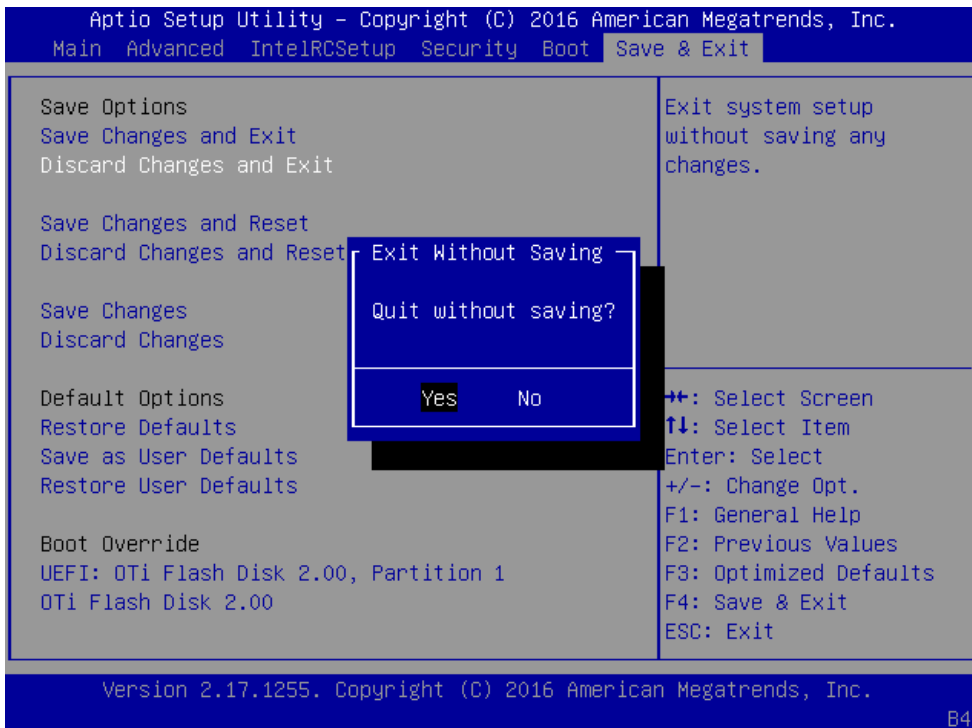 Aptio Setup Utility – Copyright (C) 2016 American Megatrends, Inc.
Main Advanced IntelRCSetup Security Boot Save & Exit
Save Options
Save Changes and Exit
Discard Changes and Exit
Save Changes and Reset
Discard Changes and Reset
Save Changes
Discard Changes
Default Options
Restore Defaults
Save as User Defaults
Restore User Defaults
Boot Override
UEFI: OTi Flash Disk 2.00, Partition 1
OTi Flash Disk 2.00
Exit Without Saving
Quit without saving?
Yes No
Exit system setup
without saving any
changes.
→←: Select Screen
↑↓: Select Item
Enter: Select
+/-: Change Opt.
F1: General Help
F2: Previous Values
F3: Optimized Defaults
F4: Save & Exit
ESC: Exit
Version 2.17.1255. Copyright (C) 2016 American Megatrends, Inc.
B4